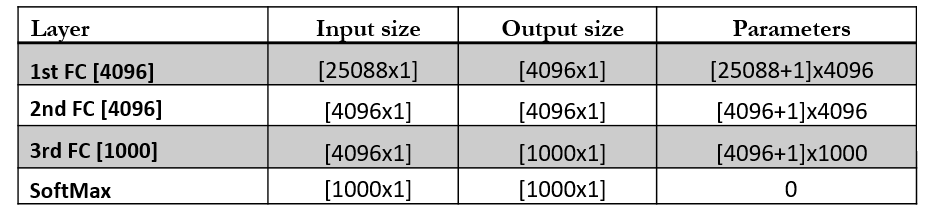 Layer Input size Output size Parameters
1st FC [4096] [25088x1] [4096x1] [25088+1]x4096
2nd FC [4096] [4096x1] [4096x1] [4096+1]x4096
3rd FC [1000] [4096x1] [1000x1] [4096+1]x1000
SoftMax [1000x1] [1000x1] 0